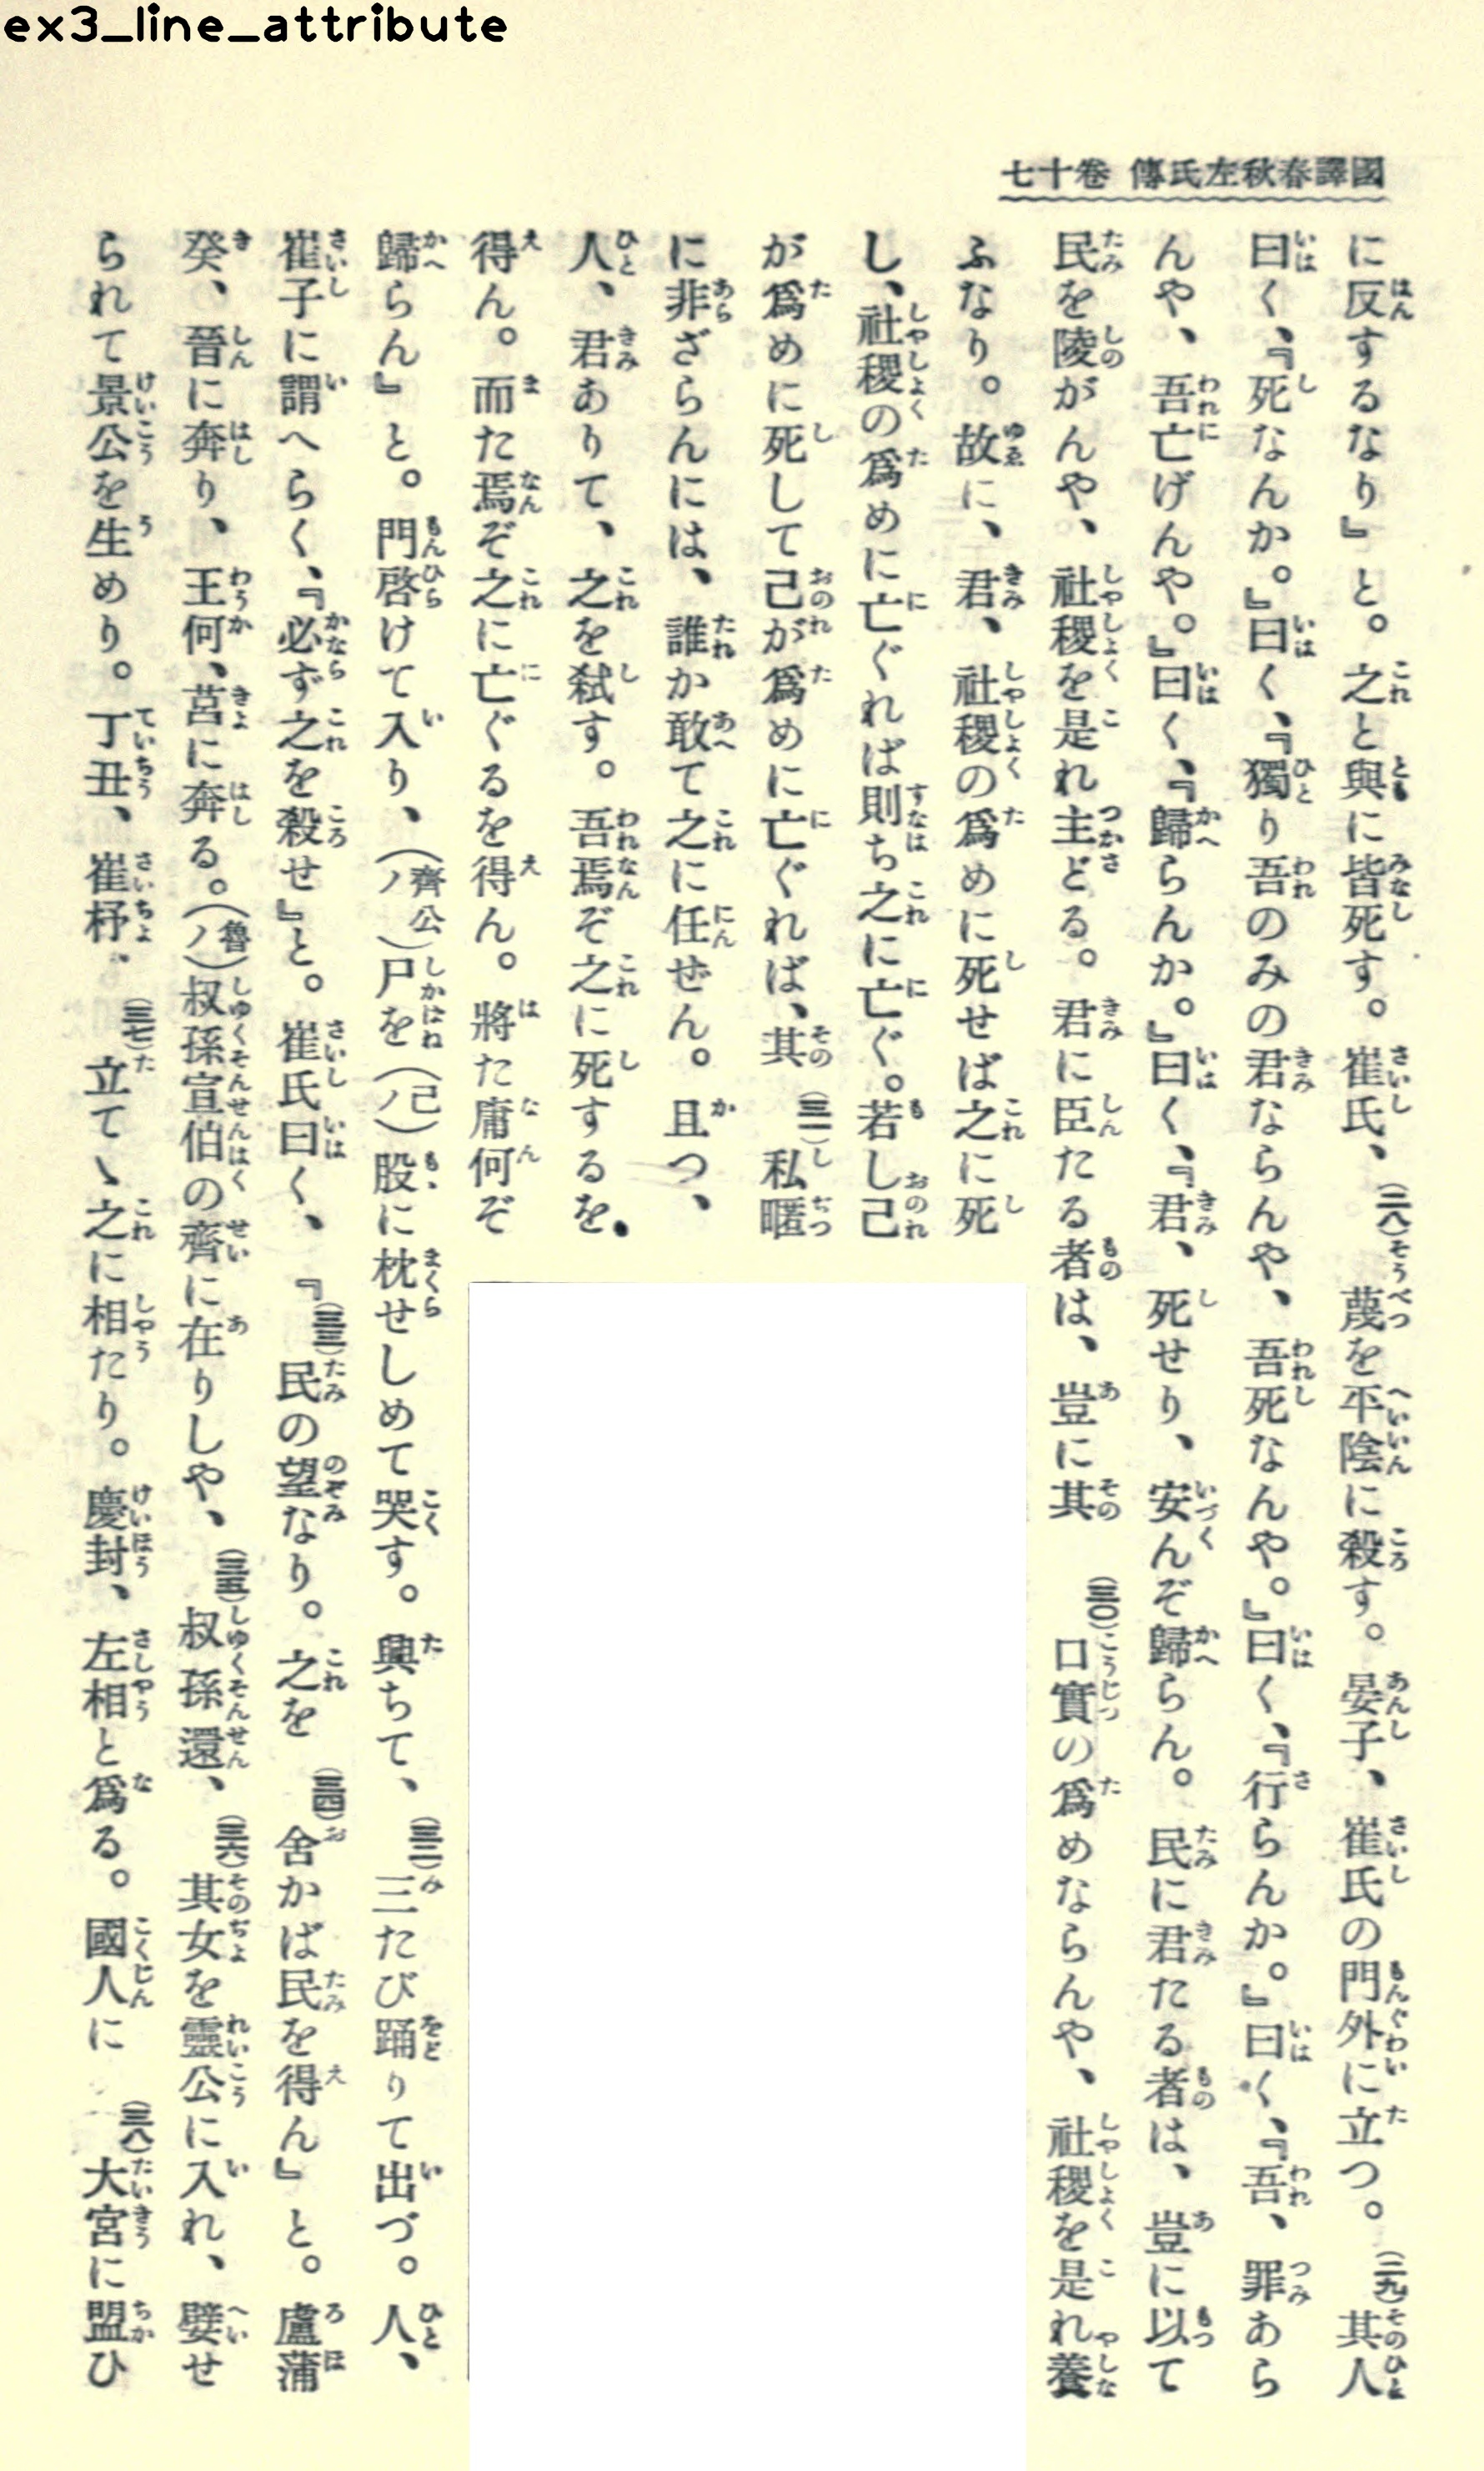 ex3_line_attribute
國譯春秋左氏傳 卷十七
に反するなり』と。之と與に皆死す。崔氏、(二八)鬷蔑を平陰に殺す。晏子、崔氏の門外に立つ。(二九)其人
曰く、『死なんか。』曰く、『獨り吾のみの君ならんや、吾死なんや。』曰く、『行らんか。』曰く、『吾、罪あら
んや、吾亡げんや。』曰く、『歸らんか。』曰く、『君、死せり、安んぞ歸らん。民に君たる者は、豈に以て
民を陵がんや、社稷を是れ主どる。君に臣たる者は、豈に其(三〇)口實の爲めならんや、社稷を是れ養
ふなり。故に、君、社稷の爲めに死せば之に死
し、社稷の爲めに亡ぐれば則ち之に亡ぐ。若し己
が爲めに死して己が爲めに亡ぐれば、其(三一)私暱
に非ざらんには、誰か敢て之に任ぜん。且つ、
人、君ありて、之を弑す。吾焉ぞ之に死するを
得ん。而た焉ぞ之に亡ぐるを得ん。將た庸何ぞ
歸らん』と。門啓けて入り、(齊公ノ)尸を(己ノ)股に枕せしめて哭す。興ちて、(三二)三たび踊りて出づ。人、
崔子に謂へらく、『必ず之を殺せ』と。崔氏曰く、『(三三)民の望なり。之を(三四)舍かば民を得ん』と。盧蒲
癸、晉に奔り、王何、莒に奔る。(魯ノ)叔孫宣伯の齊に在りしや、(三五)叔孫還、(三六)其女を靈公に入れ、嬖せ
られて景公を生めり。丁丑、崔杼(三七)立てゝ之に相たり。慶封、左相と爲る。國人に(三八)大宮に盟ひ